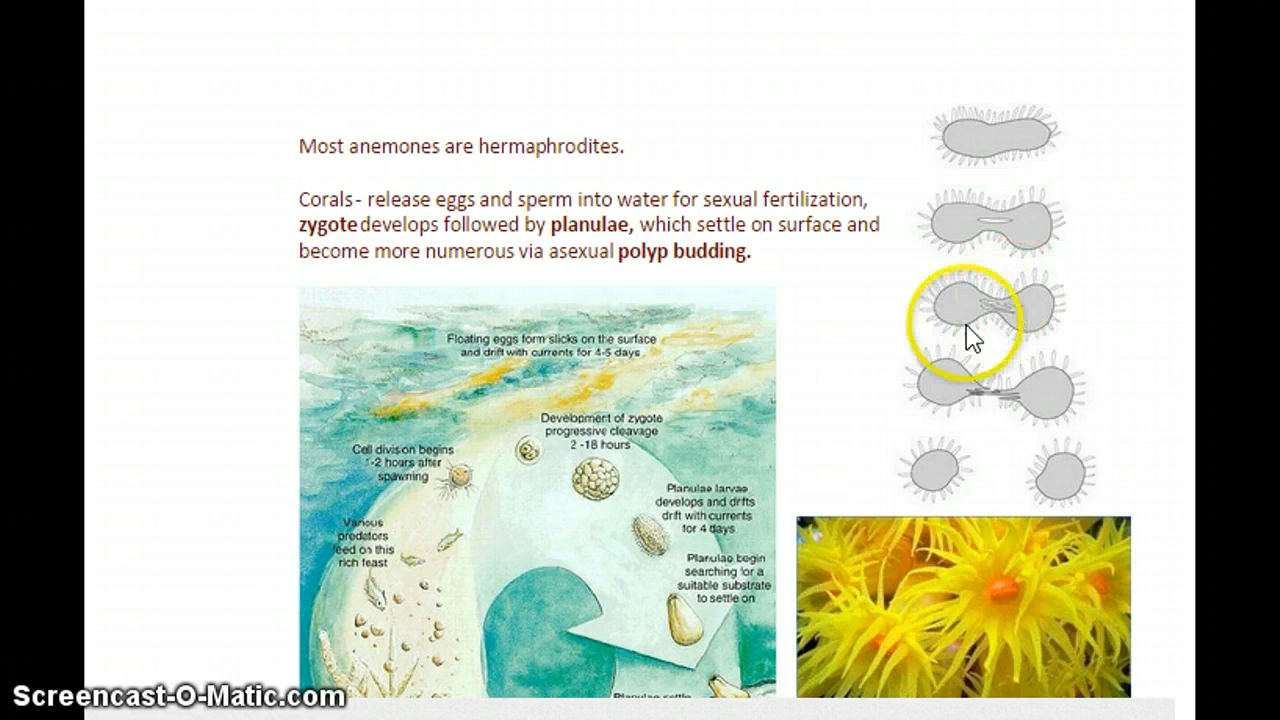 Most anemones are hermaphrodites.
Corals - release eggs and sperm into water for sexual fertilization,
zygote develops followed by planulae, which settle on surface and
become more numerous via asexual polyp budding.
Floating eggs form slicks on the surface
and drift with currents for 4-5 days
Development of zygote
progressive cleavage
2 -18 hours
Cell division begins
1-2 hours after
spawning
Planulae larvae
develops and drifts
drift with currents
for 4 days
Various
predators
feed on this
rich feast
Planulae begin
searching for a
suitable substrate
to settle on
Planulae settle
Screencast-O-Matic.com